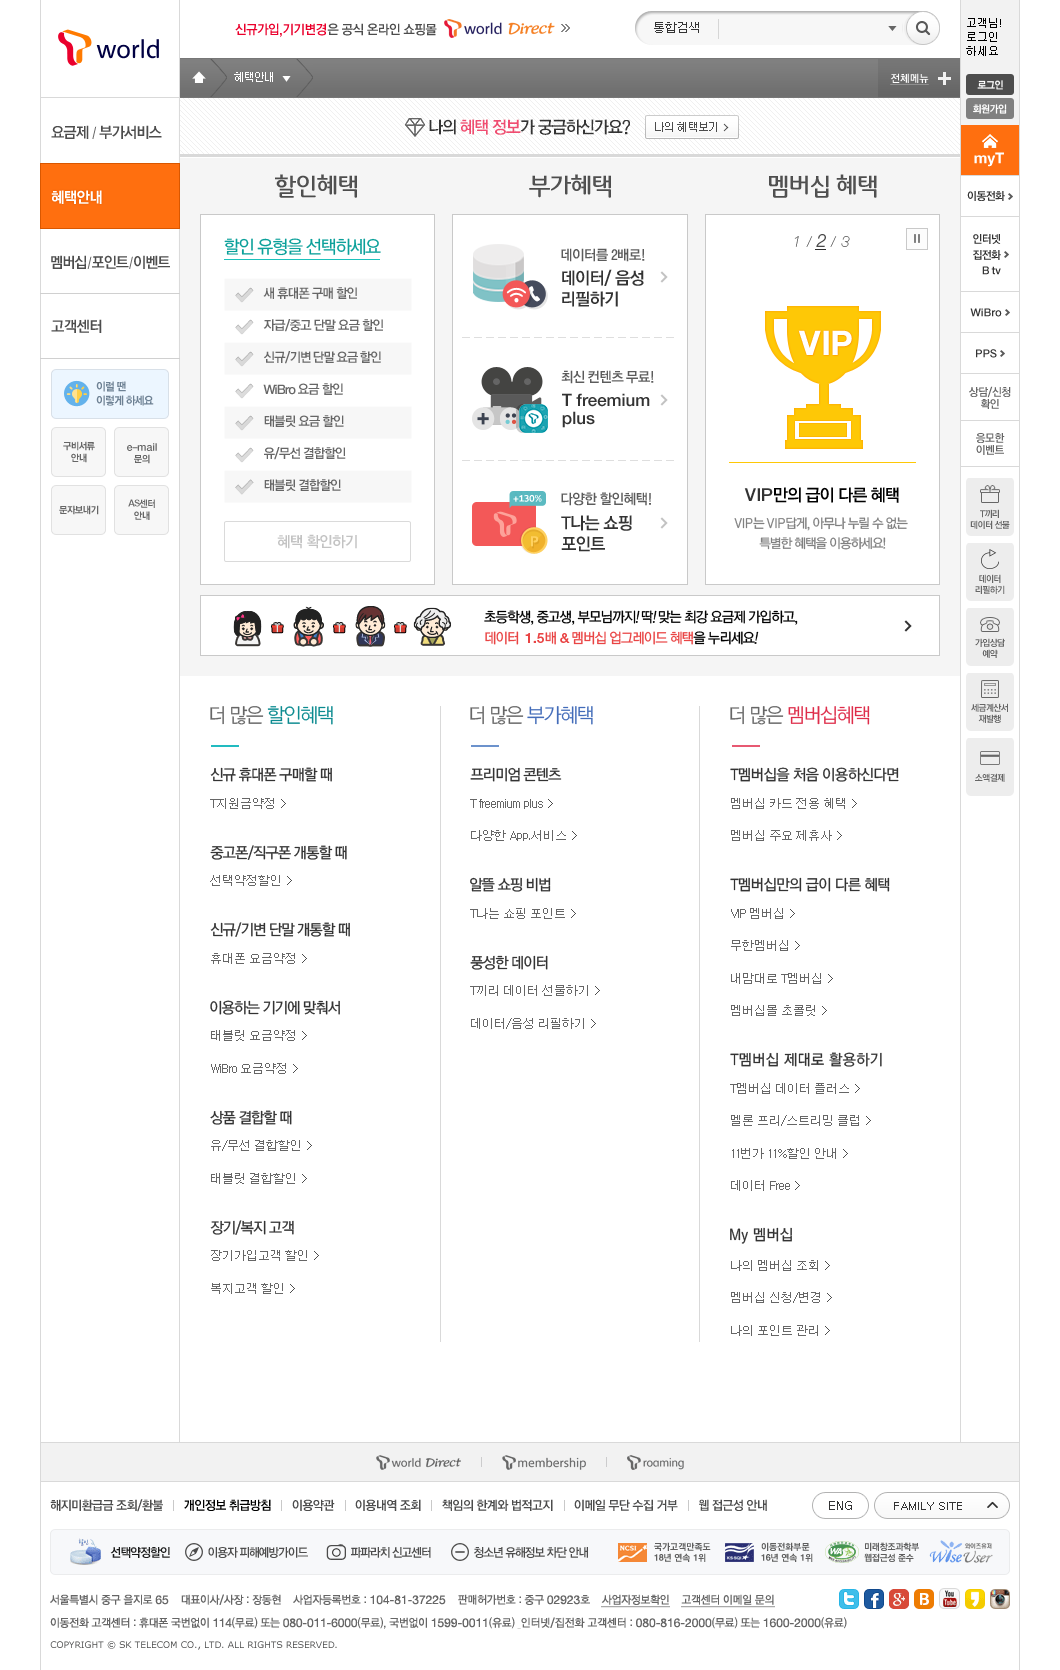 T world
신규가입,기기변경은 공식 온라인 쇼핑몰 T world Direct
통합검색
고객님!
로그인
하세요
로그인
회원가입
혜택안내
전체메뉴
요금제 / 부가서비스
혜택안내
멤버십/포인트/이벤트
고객센터
이럴 땐
이렇게 하세요
구비서류
안내
e-mail
문의
문자보내기
AS센터
안내
나의 혜택 정보가 궁금하신가요?
나의 혜택보기
할인혜택
할인 유형을 선택하세요
새 휴대폰 구매 할인
자급/중고 단말 요금 할인
신규/기변 단말 요금 할인
WiBro 요금 할인
태블릿 요금 할인
유/무선 결합할인
태블릿 결합할인
혜택 확인하기
부가혜택
데이터를 2배로!
데이터/ 음성
리필하기
최신 컨텐츠 무료!
T freemium
plus
+130%
P
다양한 할인혜택!
T나는 쇼핑
포인트
멤버십 혜택
1 / 2 / 3
VIP
VIP만의 급이 다른 혜택
VIP는 VIP답게, 아무나 누릴 수 없는
특별한 혜택을 이용하세요!
초등학생, 중고생, 부모님까지! 딱! 맞는 최강 요금제 가입하고,
데이터 1.5배 & 멤버십 업그레이드 혜택을 누리세요!
더 많은 할인혜택
신규 휴대폰 구매할 때
T지원금약정
중고폰/직구폰 개통할 때
선택약정할인
신규/기변 단말 개통할 때
휴대폰 요금약정
이용하는 기기에 맞춰서
태블릿 요금약정
WiBro 요금약정
상품 결합할 때
유/무선 결합할인
태블릿 결합할인
장기/복지 고객
장기가입고객 할인
복지고객 할인
더 많은 부가혜택
프리미엄 콘텐츠
T freemium plus
다양한 App.서비스
알뜰 쇼핑 비법
T나는 쇼핑 포인트
풍성한 데이터
T끼리 데이터 선물하기
데이터/음성 리필하기
더 많은 멤버십혜택
T멤버십을 처음 이용하신다면
멤버십 카드 전용 혜택
멤버십 주요 제휴사
T멤버십만의 급이 다른 혜택
VIP 멤버십
무한멤버십
내맘대로 T멤버십
멤버십몰 초콜릿
T멤버십 제대로 활용하기
T멤버십 데이터 플러스
멜론 프리/스트리밍 클럽
11번가 11%할인 안내
데이터 Free
My 멤버십
나의 멤버십 조회
멤버십 신청/변경
나의 포인트 관리
myT
이동전화
인터넷
집전화
B tv
WiBro
PPS
상담/신청
확인
응모한
이벤트
T끼리
데이터 선물
데이터
리필하기
가입상담
예약
세금계산서
재발행
소액결제
T world Direct
T membership
T roaming
해지미환급금 조회/환불
개인정보 취급방침
이용약관
이용내역 조회
책임의 한계와 법적고지
이메일 무단 수집 거부
웹 접근성 안내
ENG
FAMILY SITE
선택약정할인
이용자 피해예방가이드
파파라치 신고센터
청소년 유해정보 차단 안내
NCSI
국가고객만족도
18년 연속 1위
KS-SQI
이동전화부문
16년 연속 1위
WA
미래창조과학부
웹접근성 준수
와이즈유저
WiseUser
서울특별시 중구 을지로 65 대표이사/사장 : 장동현 사업자등록번호 : 104-81-37225 판매허가번호 : 중구 02923호 사업자정보확인 고객센터 이메일 문의
이동전화 고객센터 : 휴대폰 국번없이 114(무료) 또는 080-011-6000(무료), 국번없이 1599-0011(유료) 인터넷/집전화 고객센터 : 080-816-2000(무료) 또는 1600-2000(유료)
COPYRIGHT © SK TELECOM CO., LTD. ALL RIGHTS RESERVED.